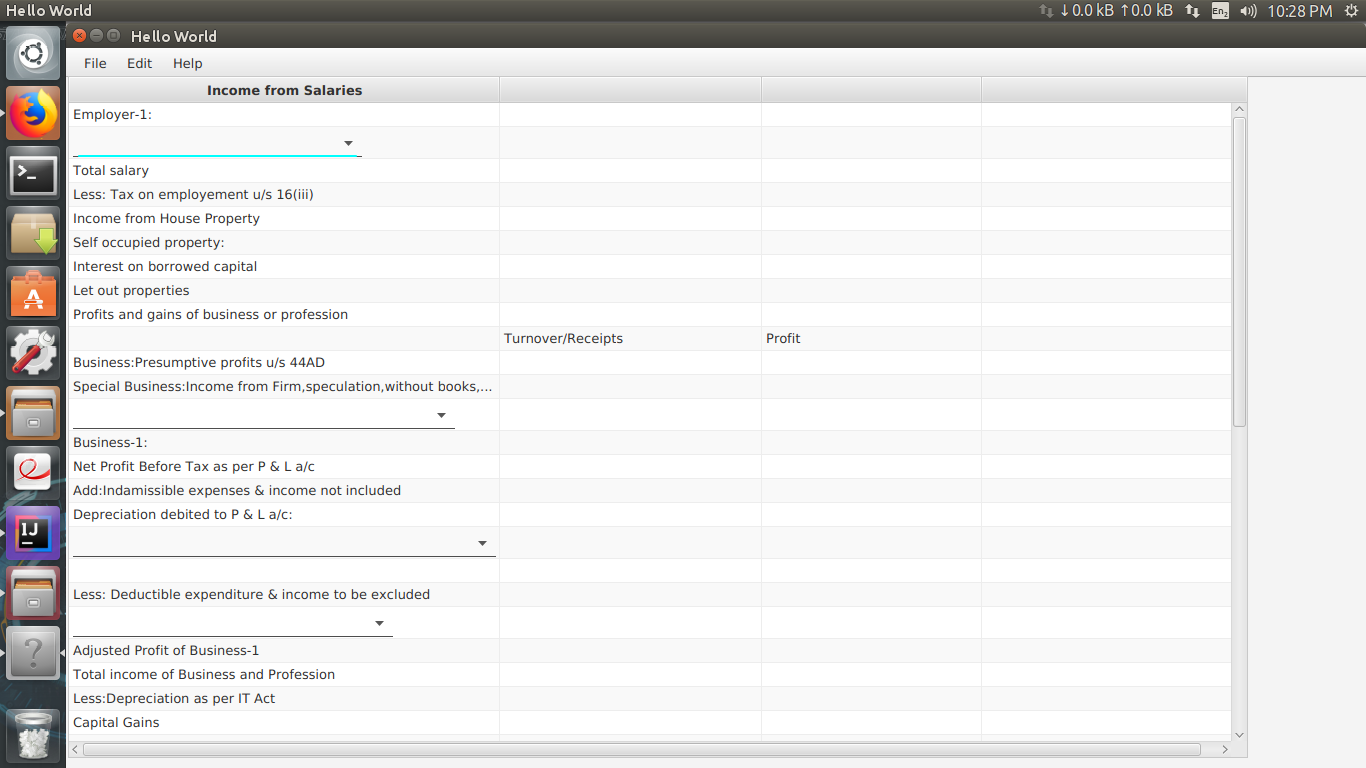 Hello World ↓0.0 kB ↑0.0 kB En2 10:28 PM
Hello World
File Edit Help
Income from Salaries
Employer-1:
Total salary
Less: Tax on employement u/s 16(iii)
Income from House Property
Self occupied property:
Interest on borrowed capital
Let out properties
Profits and gains of business or profession
Turnover/Receipts Profit
Business:Presumptive profits u/s 44AD
Special Business:Income from Firm,speculation,without books,...
Business-1:
Net Profit Before Tax as per P & L a/c
Add:Indamissible expenses & income not included
Depreciation debited to P & L a/c:
Less: Deductible expenditure & income to be excluded
Adjusted Profit of Business-1
Total income of Business and Profession
Less:Depreciation as per IT Act
Capital Gains